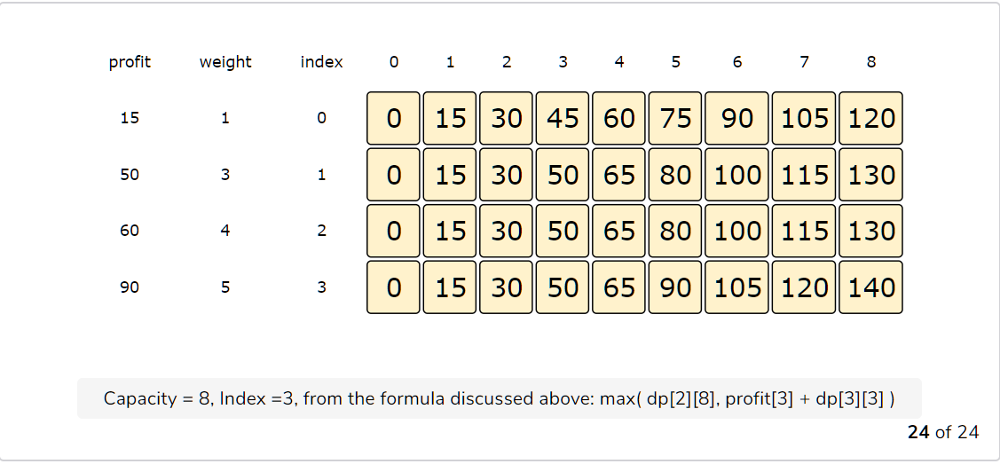 profit weight index 0 1 2 3 4 5 6 7 8
15 1 0 0 15 30 45 60 75 90 105 120
50 3 1 0 15 30 50 65 80 100 115 130
60 4 2 0 15 30 50 65 80 100 115 130
90 5 3 0 15 30 50 65 90 105 120 140
Capacity = 8, Index =3, from the formula discussed above: max( dp[2][8], profit[3] + dp[3][3] )
24 of 24